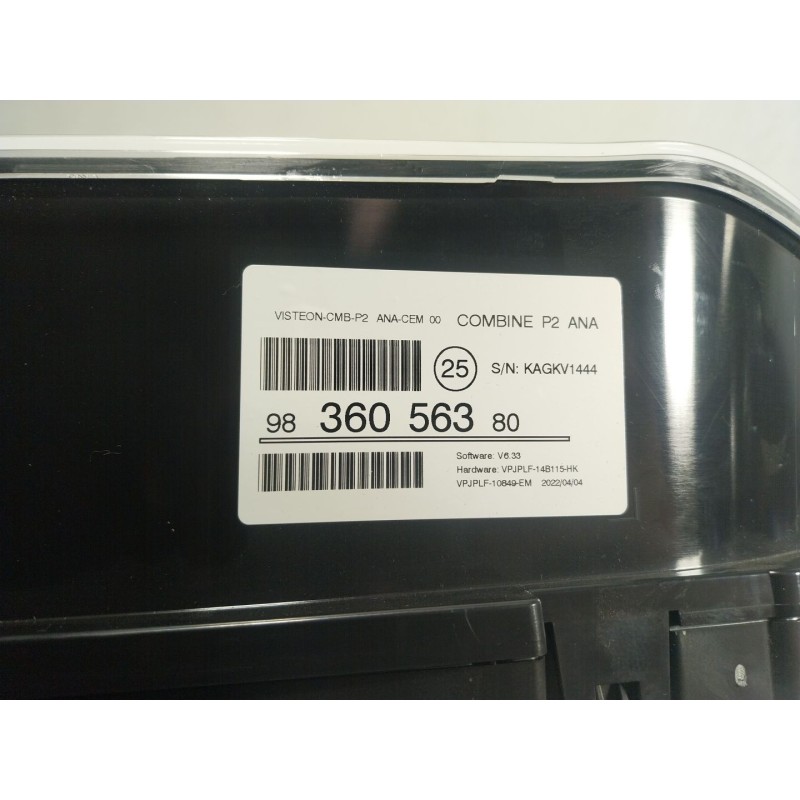 VISTEON-CMB-P2 ANA-CEM 00 COMBINE P2 ANA
25 S/N: KAGKV1444
98 360 563 80
Software: V6.33
Hardware: VPJPLF-14B115-HK
VPJPLF-10849-EM 2022/04/04